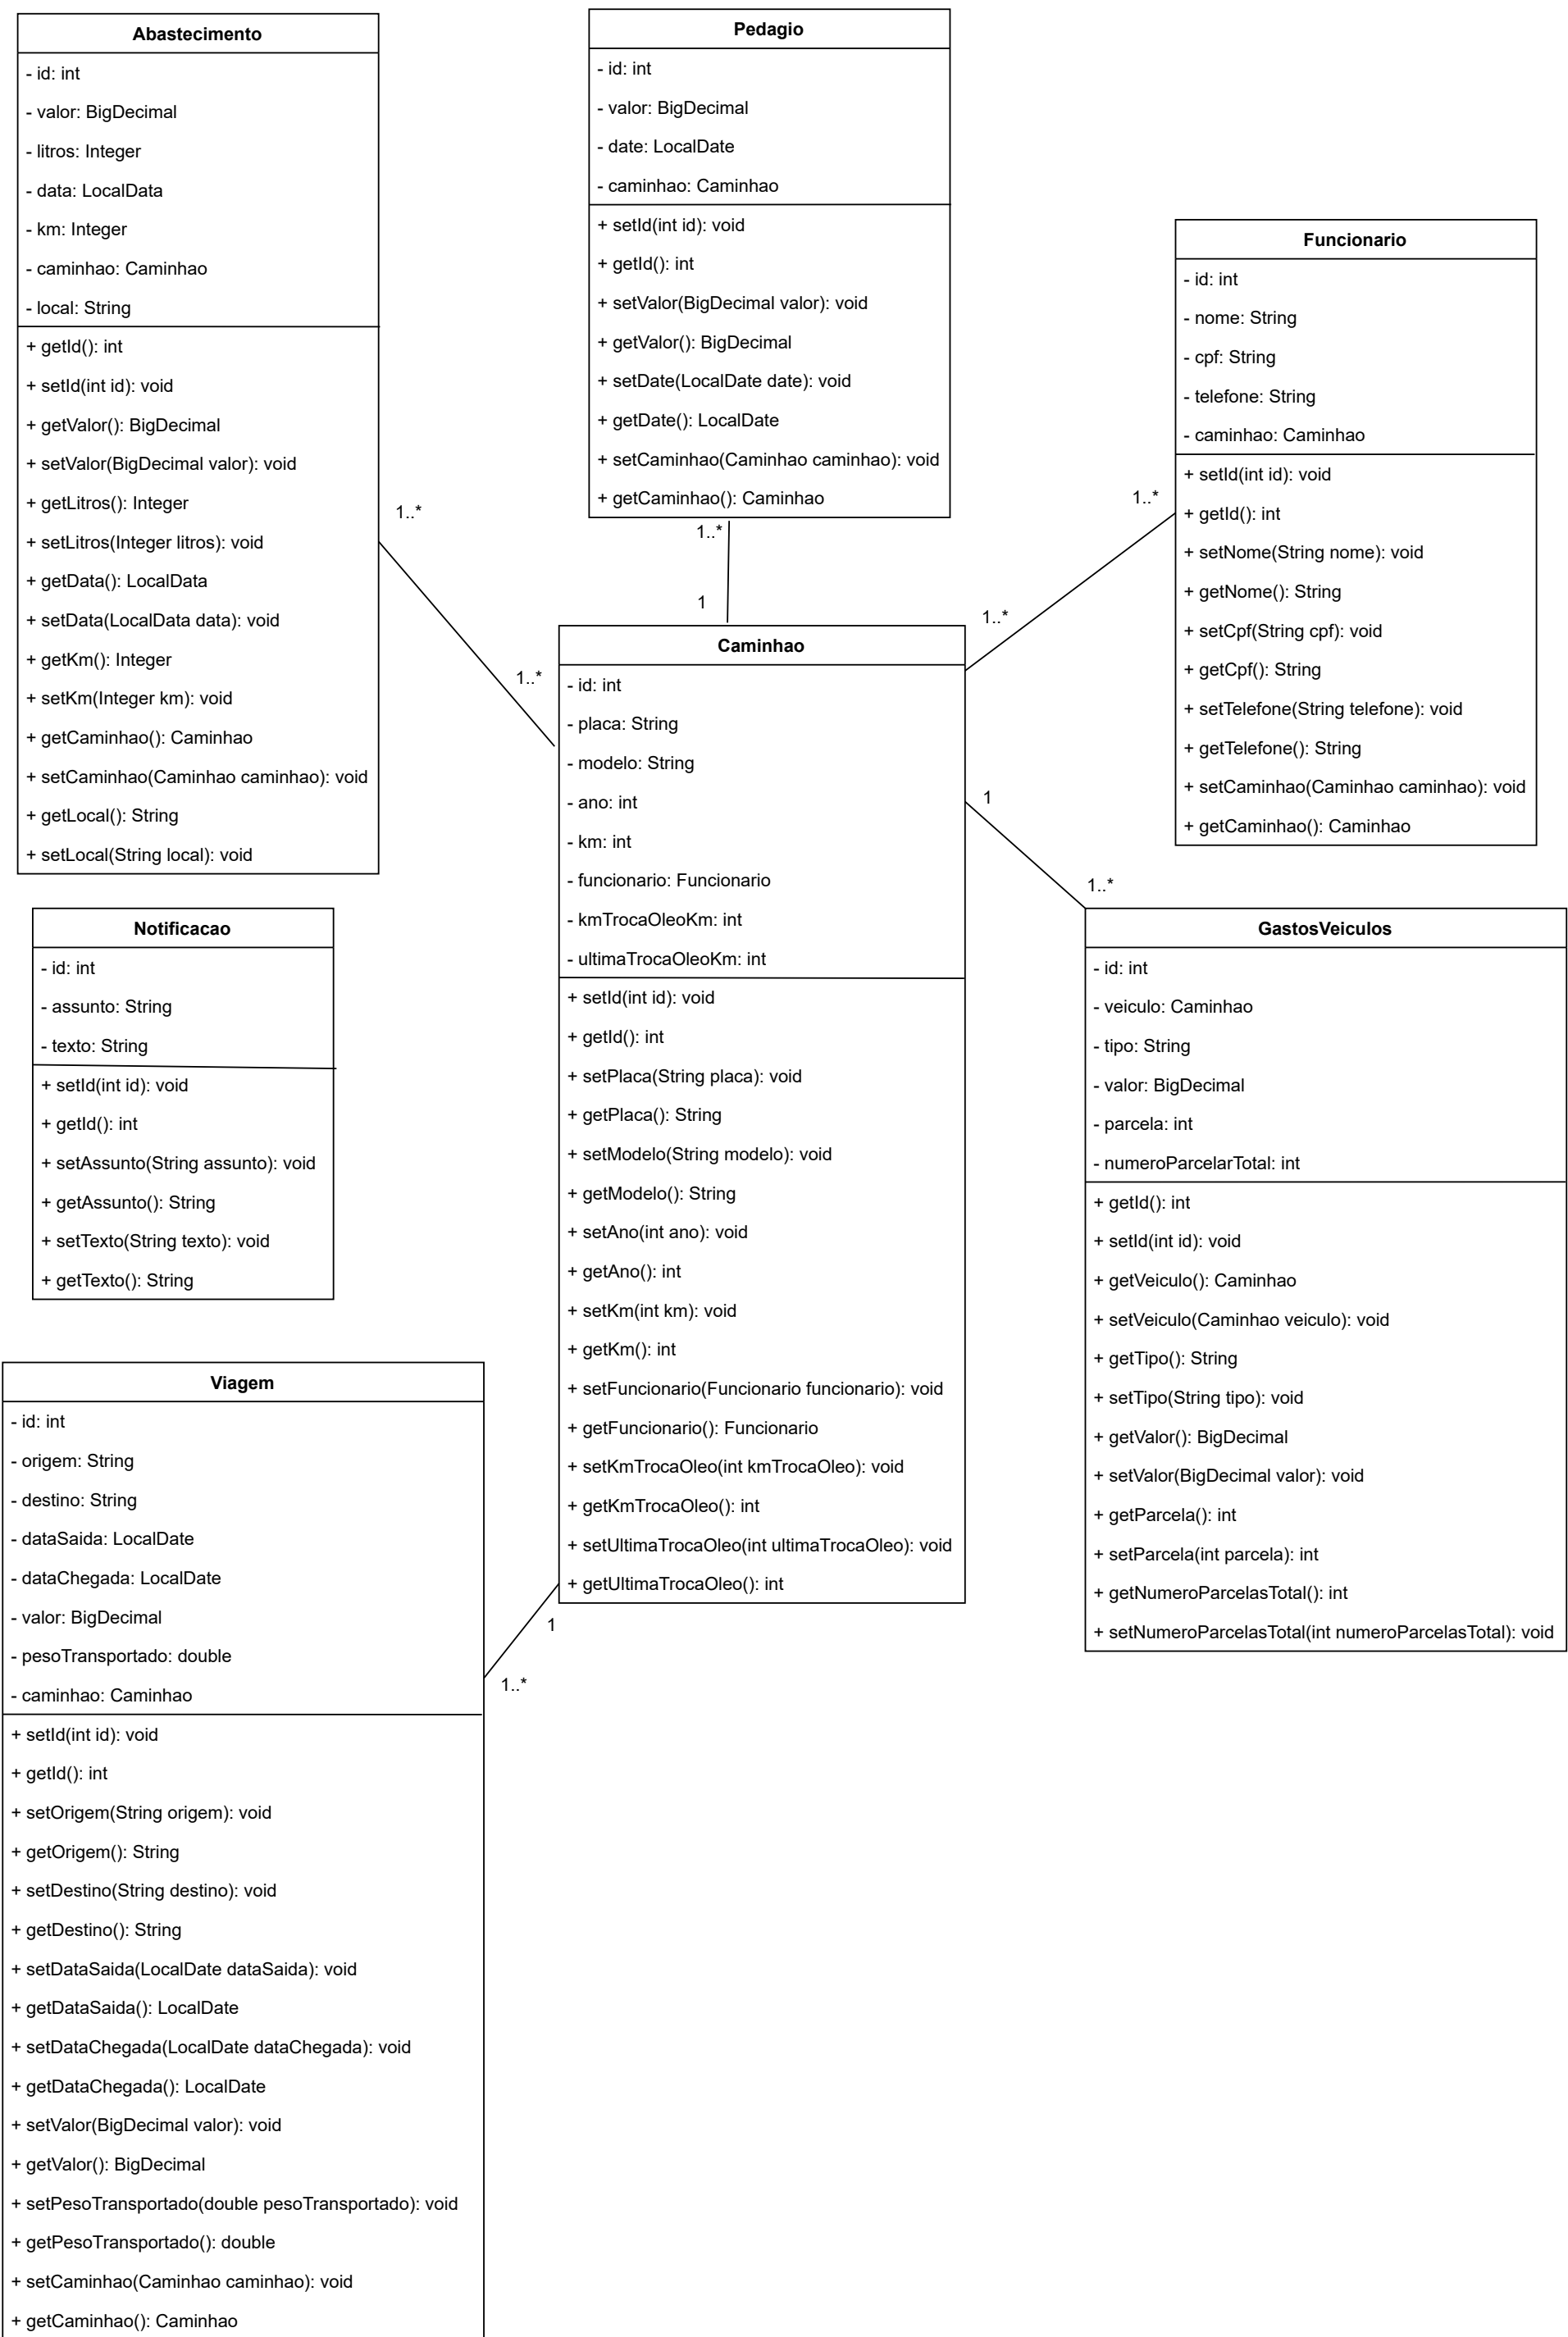 Abastecimento
- id: int
- valor: BigDecimal
- litros: Integer
- data: LocalData
- km: Integer
- caminhao: Caminhao
- local: String
+ getId(): int
+ setId(int id): void
+ getValor(): BigDecimal
+ setValor(BigDecimal valor): void
+ getLitros(): Integer
+ setLitros(Integer litros): void
+ getData(): LocalData
+ setData(LocalData data): void
+ getKm(): Integer
+ setKm(Integer km): void
+ getCaminhao(): Caminhao
+ setCaminhao(Caminhao caminhao): void
+ getLocal(): String
+ setLocal(String local): void
1..*
1..*
Pedagio
- id: int
- valor: BigDecimal
- date: LocalDate
- caminhao: Caminhao
+ setId(int id): void
+ getId(): int
+ setValor(BigDecimal valor): void
+ getValor(): BigDecimal
+ setDate(LocalDate date): void
+ getDate(): LocalDate
+ setCaminhao(Caminhao caminhao): void
+ getCaminhao(): Caminhao
1..*
1
Funcionario
- id: int
- nome: String
- cpf: String
- telefone: String
- caminhao: Caminhao
+ setId(int id): void
+ getId(): int
+ setNome(String nome): void
+ getNome(): String
+ setCpf(String cpf): void
+ getCpf(): String
+ setTelefone(String telefone): void
+ getTelefone(): String
+ setCaminhao(Caminhao caminhao): void
+ getCaminhao(): Caminhao
1..*
1..*
Caminhao
- id: int
- placa: String
- modelo: String
- ano: int
- km: int
- funcionario: Funcionario
- kmTrocaOleoKm: int
- ultimaTrocaOleoKm: int
+ setId(int id): void
+ getId(): int
+ setPlaca(String placa): void
+ getPlaca(): String
+ setModelo(String modelo): void
+ getModelo(): String
+ setAno(int ano): void
+ getAno(): int
+ setKm(int km): void
+ getKm(): int
+ setFuncionario(Funcionario funcionario): void
+ getFuncionario(): Funcionario
+ setKmTrocaOleo(int kmTrocaOleo): void
+ getKmTrocaOleo(): int
+ setUltimaTrocaOleo(int ultimaTrocaOleo): void
+ getUltimaTrocaOleo(): int
1
1..*
GastosVeiculos
- id: int
- veiculo: Caminhao
- tipo: String
- valor: BigDecimal
- parcela: int
- numeroParcelarTotal: int
+ getId(): int
+ setId(int id): void
+ getVeiculo(): Caminhao
+ setVeiculo(Caminhao veiculo): void
+ getTipo(): String
+ setTipo(String tipo): void
+ getValor(): BigDecimal
+ setValor(BigDecimal valor): void
+ getParcela(): int
+ setParcela(int parcela): int
+ getNumeroParcelasTotal(): int
+ setNumeroParcelasTotal(int numeroParcelasTotal): void
Notificacao
- id: int
- assunto: String
- texto: String
+ setId(int id): void
+ getId(): int
+ setAssunto(String assunto): void
+ getAssunto(): String
+ setTexto(String texto): void
+ getTexto(): String
1
1..*
Viagem
- id: int
- origem: String
- destino: String
- dataSaida: LocalDate
- dataChegada: LocalDate
- valor: BigDecimal
- pesoTransportado: double
- caminhao: Caminhao
+ setId(int id): void
+ getId(): int
+ setOrigem(String origem): void
+ getOrigem(): String
+ setDestino(String destino): void
+ getDestino(): String
+ setDataSaida(LocalDate dataSaida): void
+ getDataSaida(): LocalDate
+ setDataChegada(LocalDate dataChegada): void
+ getDataChegada(): LocalDate
+ setValor(BigDecimal valor): void
+ getValor(): BigDecimal
+ setPesoTransportado(double pesoTransportado): void
+ getPesoTransportado(): double
+ setCaminhao(Caminhao caminhao): void
+ getCaminhao(): Caminhao